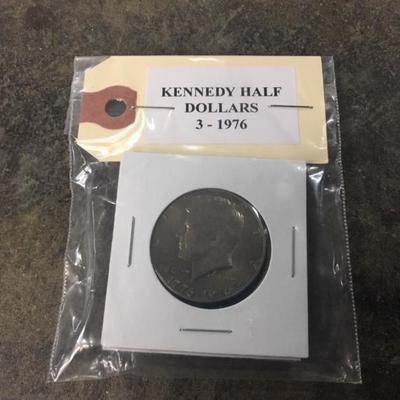 KENNEDY HALF
DOLLARS
3 - 1976